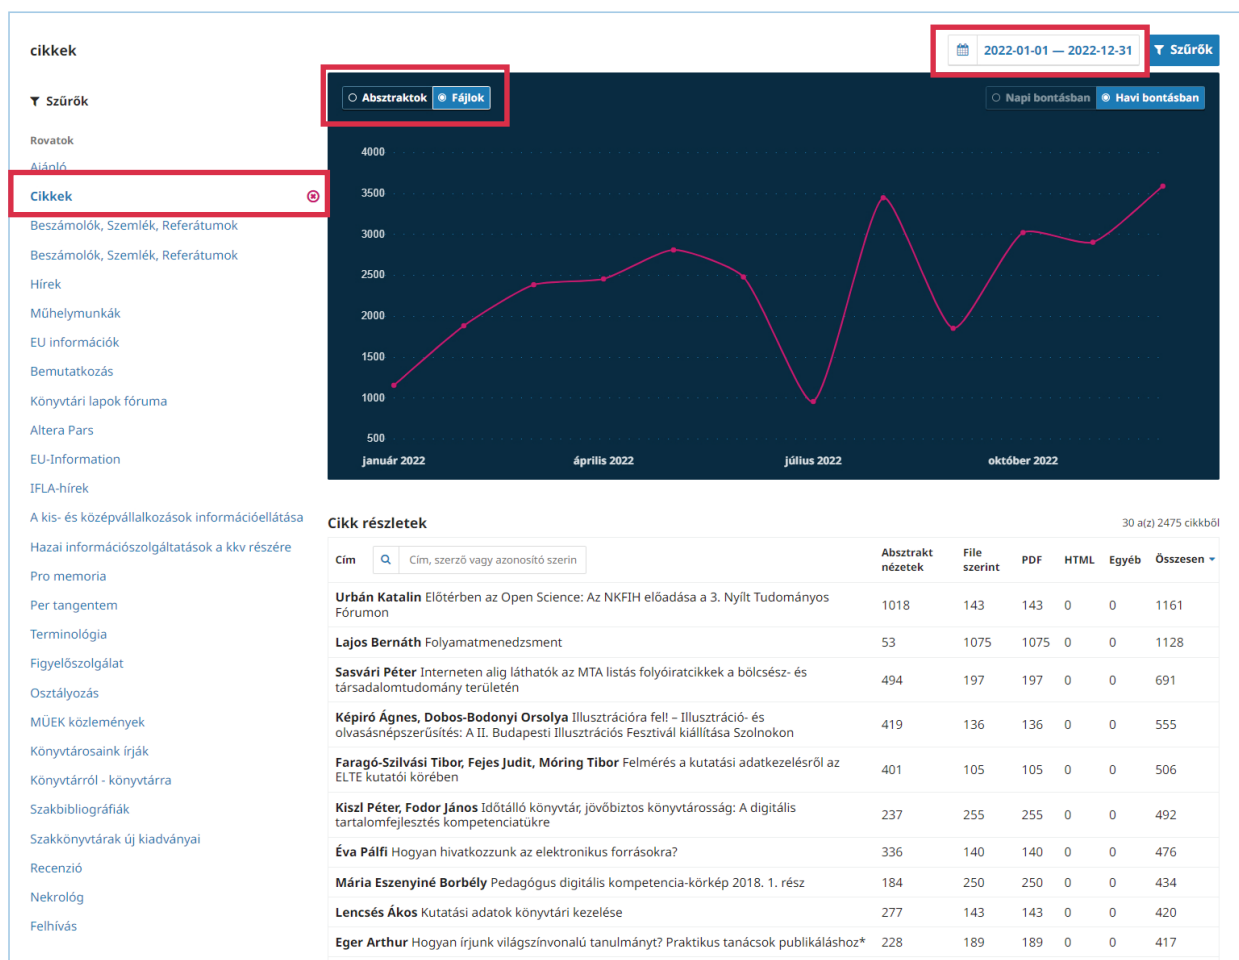 cikkek
2022-01-01 — 2022-12-31
Szűrők
Szűrők
Rovatok
Ajánló
Cikkek
Beszámolók, Szemlék, Referátumok
Beszámolók, Szemlék, Referátumok
Hírek
Műhelymunkák
EU információk
Bemutatkozás
Könyvtári lapok fóruma
Altera Pars
EU-Information
IFLA-hírek
A kis- és középvállalkozások információellátása
Hazai információszolgáltatások a kkv részére
Pro memoria
Per tangentem
Terminológia
Figyelőszolgálat
Osztályozás
MÜEK közlemények
Könyvtárosaink írják
Könyvtárról - könyvtárra
Szakbibliográfiák
Szakkönyvtárak új kiadványai
Recenzió
Nekrológ
Felhívás
Absztraktok Fájlok
Napi bontásban Havi bontásban
4000
3500
3000
2500
2000
1500
1000
500
január 2022 április 2022 július 2022 október 2022
Cikk részletek
30 a(z) 2475 cikkből
Cím Cím, szerző vagy azonosító szerin Absztrakt nézetek File szerint PDF HTML Egyéb Összesen
Urbán Katalin Előtérben az Open Science: Az NKFIH előadása a 3. Nyílt Tudományos
Fórumon
1018 143 143 0 0 1161
Lajos Bernáth Folyamatmenedzsment 53 1075 1075 0 0 1128
Sasvári Péter Interneten alig láthatók az MTA listás folyóiratcikkek a bölcsész- és
társadalomtudomány területén
494 197 197 0 0 691
Képiró Ágnes, Dobos-Bodonyi Orsolya Illusztrációra fel! – Illusztráció- és
olvasásnépszerűsítés: A II. Budapesti Illusztrációs Fesztivál kiállítása Szolnokon
419 136 136 0 0 555
Faragó-Szilvási Tibor, Fejes Judit, Móring Tibor Felmérés a kutatási adatkezelésről az
ELTE kutatói körében
401 105 105 0 0 506
Kiszl Péter, Fodor János Időtálló könyvtár, jövőbiztos könyvtárosság: A digitális
tartalomfejlesztés kompetenciatükre
237 255 255 0 0 492
Éva Pálfi Hogyan hivatkozzunk az elektronikus forrásokra? 336 140 140 0 0 476
Mária Eszenyiné Borbély Pedagógus digitális kompetencia-körkép 2018. 1. rész 184 250 250 0 0 434
Lencsés Ákos Kutatási adatok könyvtári kezelése 277 143 143 0 0 420
Eger Arthur Hogyan írjunk világszínvonalú tanulmányt? Praktikus tanácsok publikáláshoz* 228 189 189 0 0 417